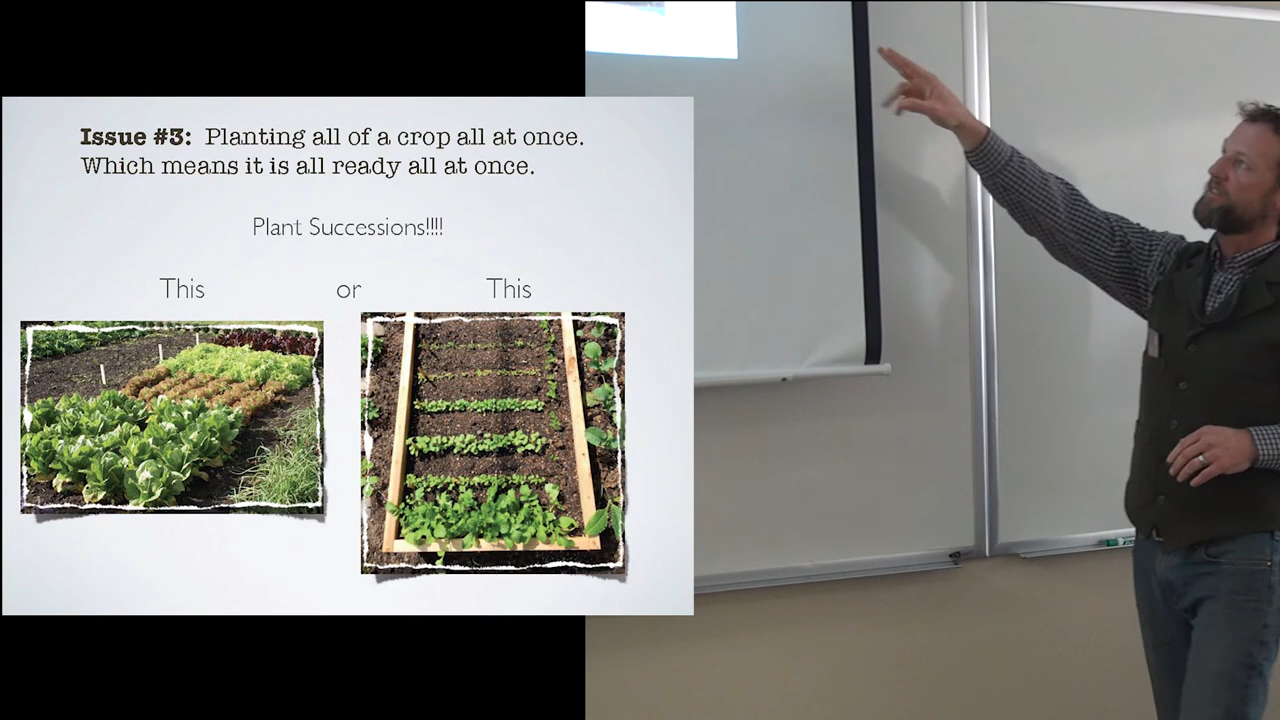 Issue #3: Planting all of a crop all at once.
Which means it is all ready all at once.
Plant Successions!!!!
This or This